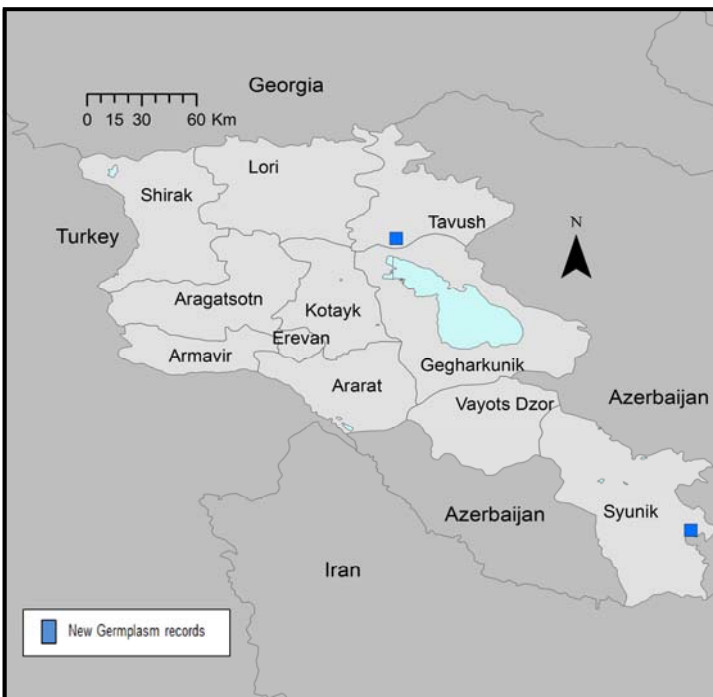 Georgia
0 15 30 60 Km
Lori
Shirak
Tavush
N
Turkey
Aragatsotn
Kotayk
Erevan
Armavir
Gegharkunik
Ararat
Vayots Dzor
Azerbaijan
Azerbaijan
Syunik
Iran
New Germplasm records